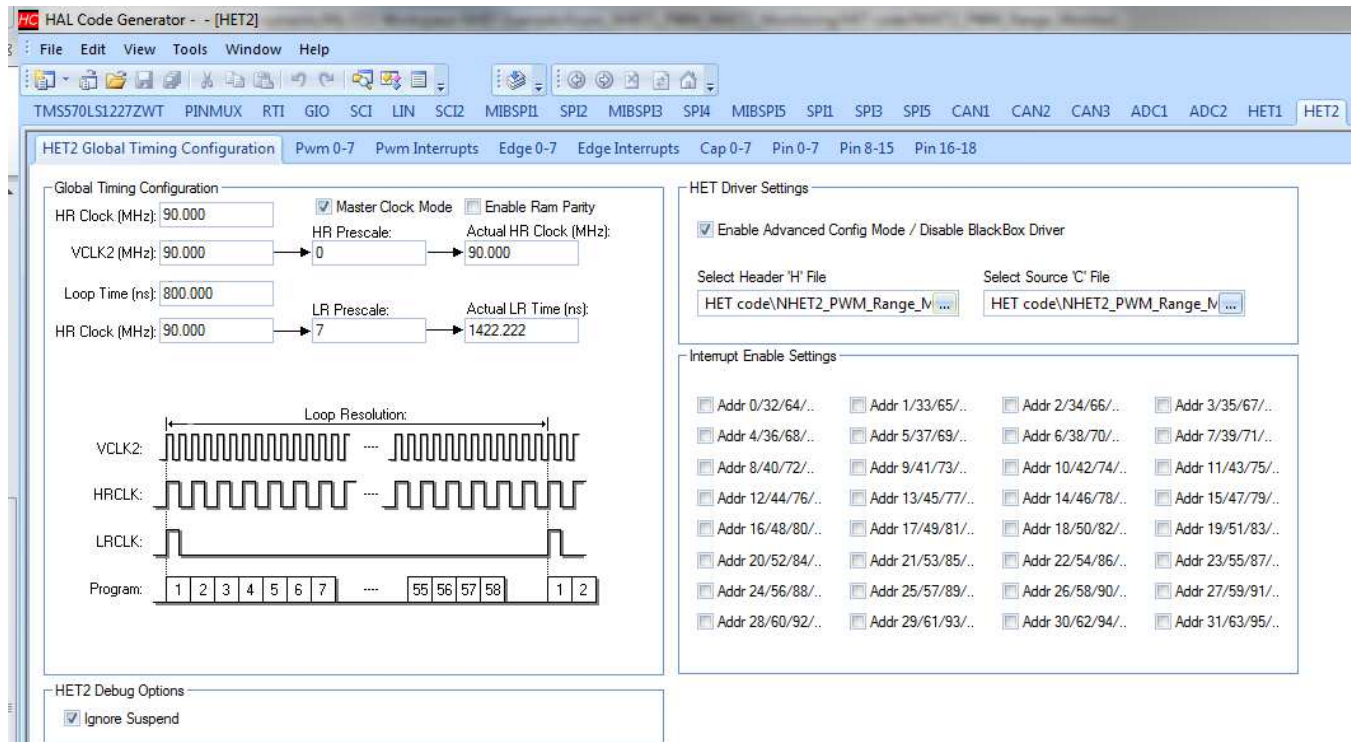 HC HAL Code Generator - - [HET2]
File Edit View Tools Window Help
TMS570LS1227ZWT PINMUX RTI GIO SCI LIN SCI2 MIBSPI1 SPI2 MIBSPI3 SPI4 MIBSPI5 SPI1 SPI3 SPI5 CAN1 CAN2 CAN3 ADC1 ADC2 HET1 HET2
HET2 Global Timing Configuration Pwm 0-7 Pwm Interrupts Edge 0-7 Edge Interrupts Cap 0-7 Pin 0-7 Pin 8-15 Pin 16-18
Global Timing Configuration
HR Clock (MHz): 90.000 Master Clock Mode Enable Ram Parity
HR Prescale: Actual HR Clock (MHz):
VCLK2 (MHz): 90.000 0 90.000
Loop Time (ns): 800.000
LR Prescale: Actual LR Time (ns):
HR Clock (MHz): 90.000 7 1422.222
Loop Resolution:
VCLK2: ----
HRCLK: ---
LRCLK:
Program: 1 2 3 4 5 6 7 ---- 55 56 57 58 1 2
HET2 Debug Options
Ignore Suspend
HET Driver Settings
Enable Advanced Config Mode / Disable BlackBox Driver
Select Header 'H' File Select Source 'C' File
HET code\NHET2_PWM_Range_M ... HET code\NHET2_PWM_Range_M ...
Interrupt Enable Settings
Addr 0/32/64/.. Addr 1/33/65/.. Addr 2/34/66/.. Addr 3/35/67/..
Addr 4/36/68/.. Addr 5/37/69/.. Addr 6/38/70/.. Addr 7/39/71/..
Addr 8/40/72/.. Addr 9/41/73/.. Addr 10/42/74/.. Addr 11/43/75/..
Addr 12/44/76/.. Addr 13/45/77/.. Addr 14/46/78/.. Addr 15/47/79/..
Addr 16/48/80/.. Addr 17/49/81/.. Addr 18/50/82/.. Addr 19/51/83/..
Addr 20/52/84/.. Addr 21/53/85/.. Addr 22/54/86/.. Addr 23/55/87/..
Addr 24/56/88/.. Addr 25/57/89/.. Addr 26/58/90/.. Addr 27/59/91/..
Addr 28/60/92/.. Addr 29/61/93/.. Addr 30/62/94/.. Addr 31/63/95/..